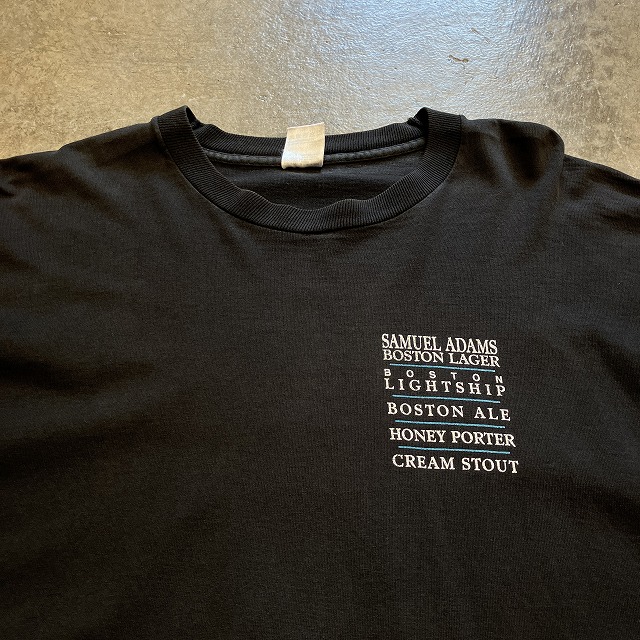 SAMUEL ADAMS
BOSTON LAGER
BOSTON
LIGHTSHIP
BOSTON ALE
HONEY PORTER
CREAM STOUT